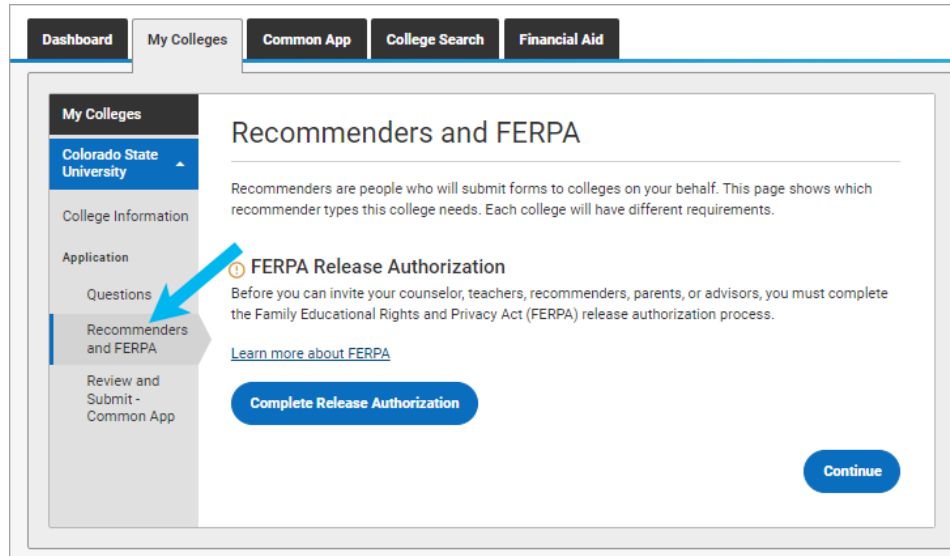 Dashboard My Colleges Common App College Search Financial Aid
My Colleges
Colorado State
University
College Information
Application
Questions
Recommenders
and FERPA
Review and
Submit -
Common App
Recommenders and FERPA
Recommenders are people who will submit forms to colleges on your behalf. This page shows which
recommender types this college needs. Each college will have different requirements.
FERPA Release Authorization
Before you can invite your counselor, teachers, recommenders, parents, or advisors, you must complete
the Family Educational Rights and Privacy Act (FERPA) release authorization process.
Learn more about FERPA
Complete Release Authorization
Continue